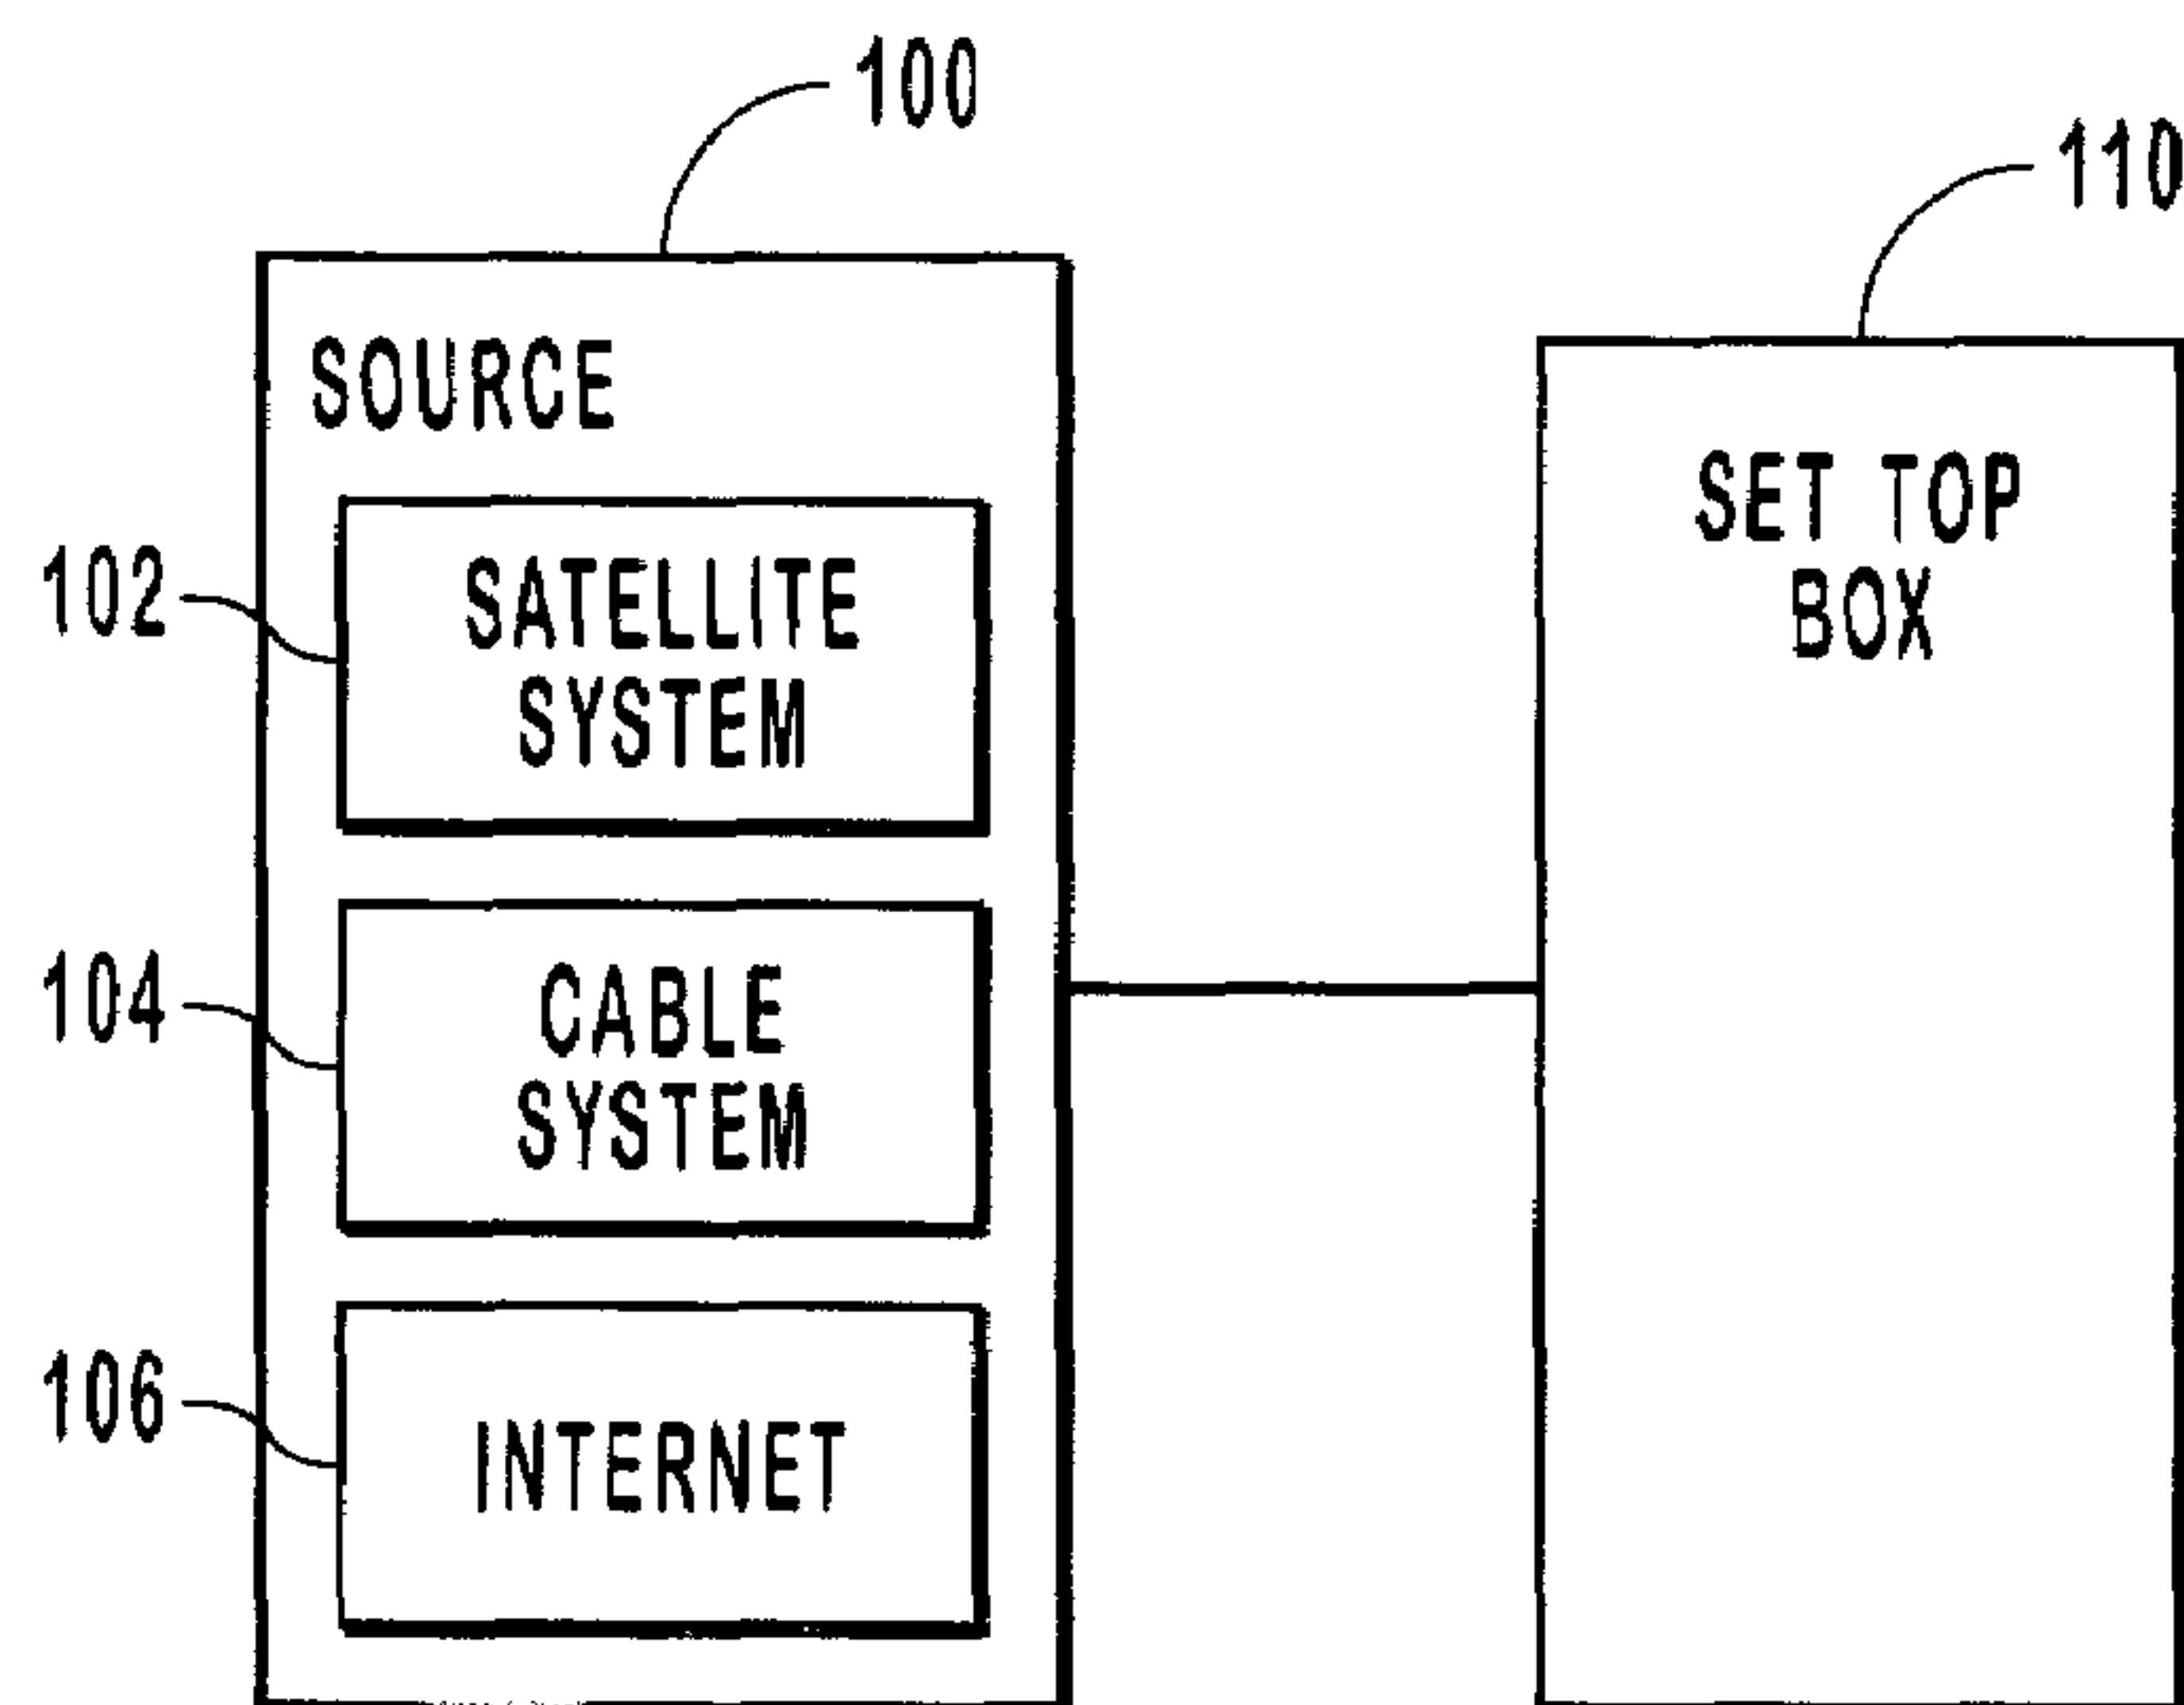 100
110
SOURCE
SET TOP
BOX
102
SATELLITE
SYSTEM
104
CABLE
SYSTEM
106
INTERNET